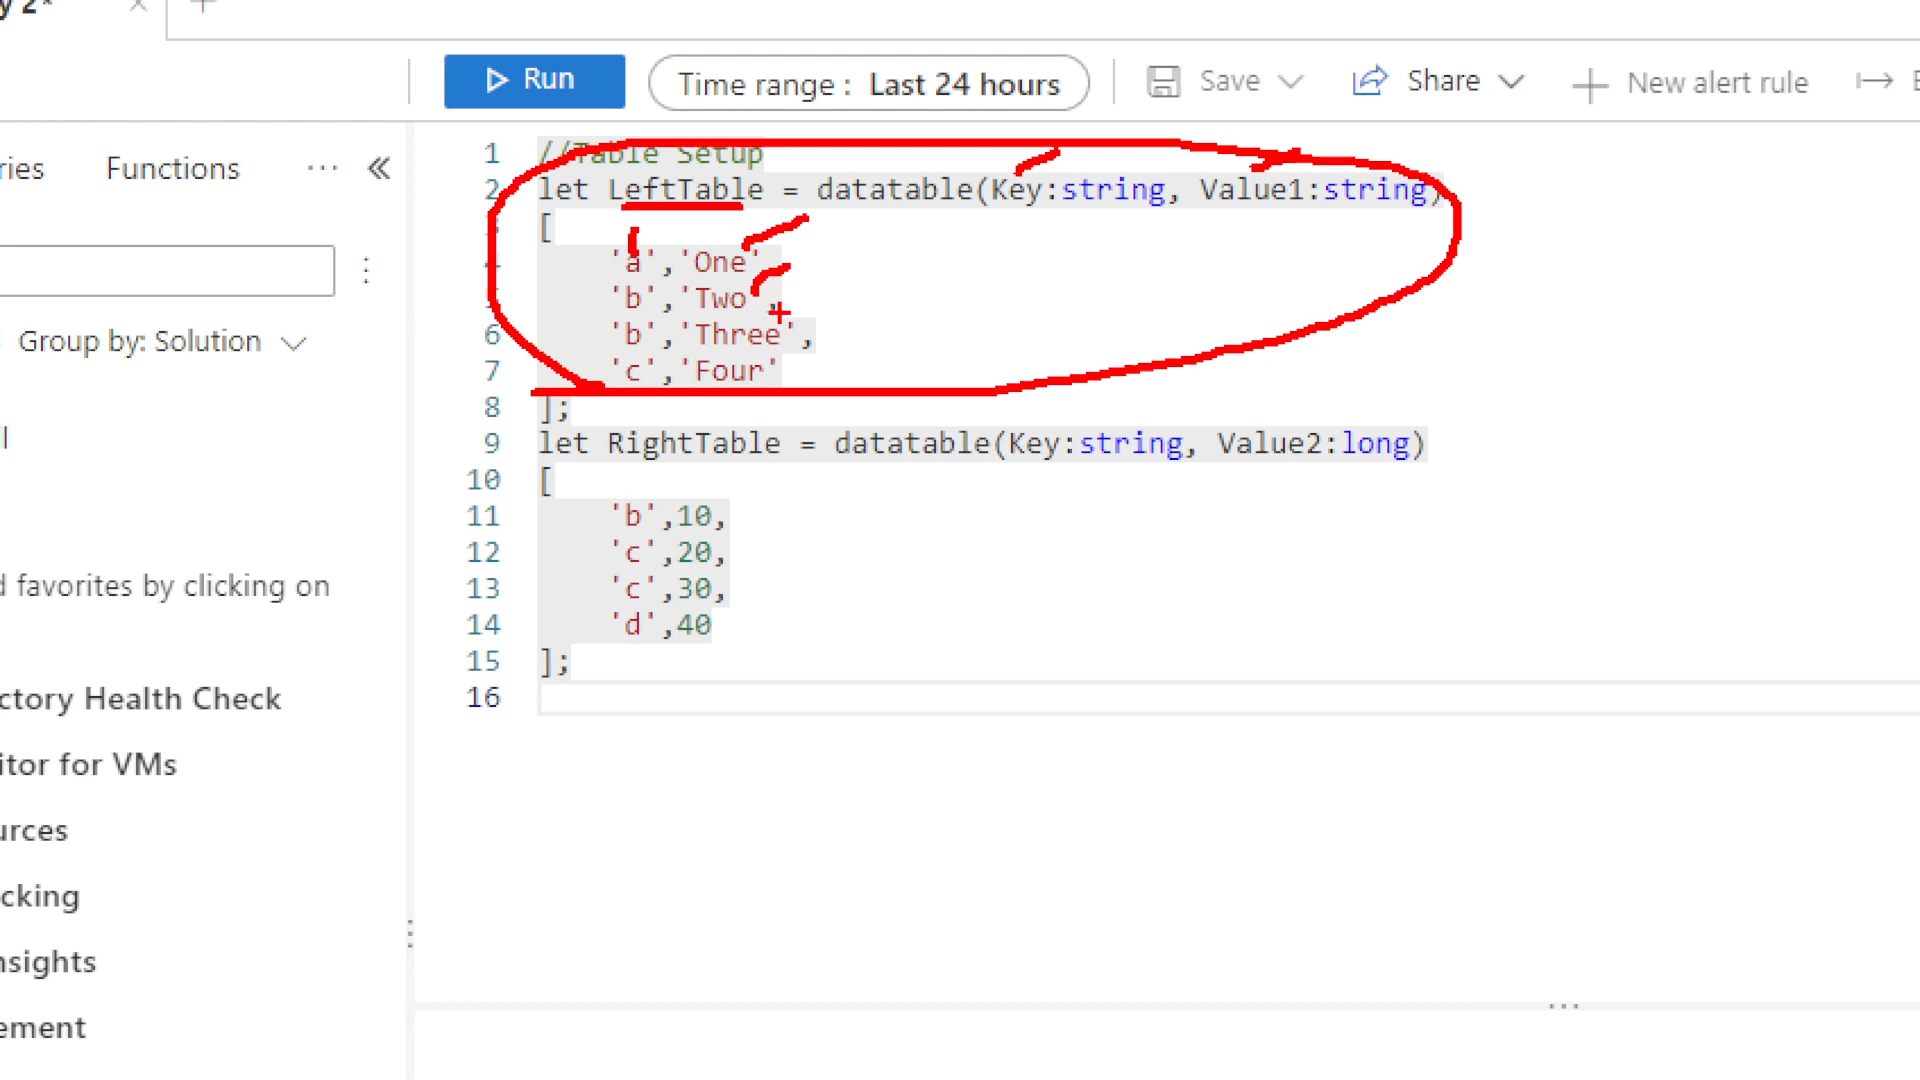 y 2*
Run
Time range : Last 24 hours
Save
Share
New alert rule
ries
Functions
Group by: Solution
l
d favorites by clicking on
ctory Health Check
itor for VMs
urces
cking
nsights
ement
1 //Table Setup
2 let LeftTable = datatable(Key:string, Value1:string)
[
'a','One'
'b','Two',
6 'b','Three',
7 'c','Four'
8 ];
9 let RightTable = datatable(Key:string, Value2:long)
10 [
11 'b',10,
12 'c',20,
13 'c',30,
14 'd',40
15 ];
16